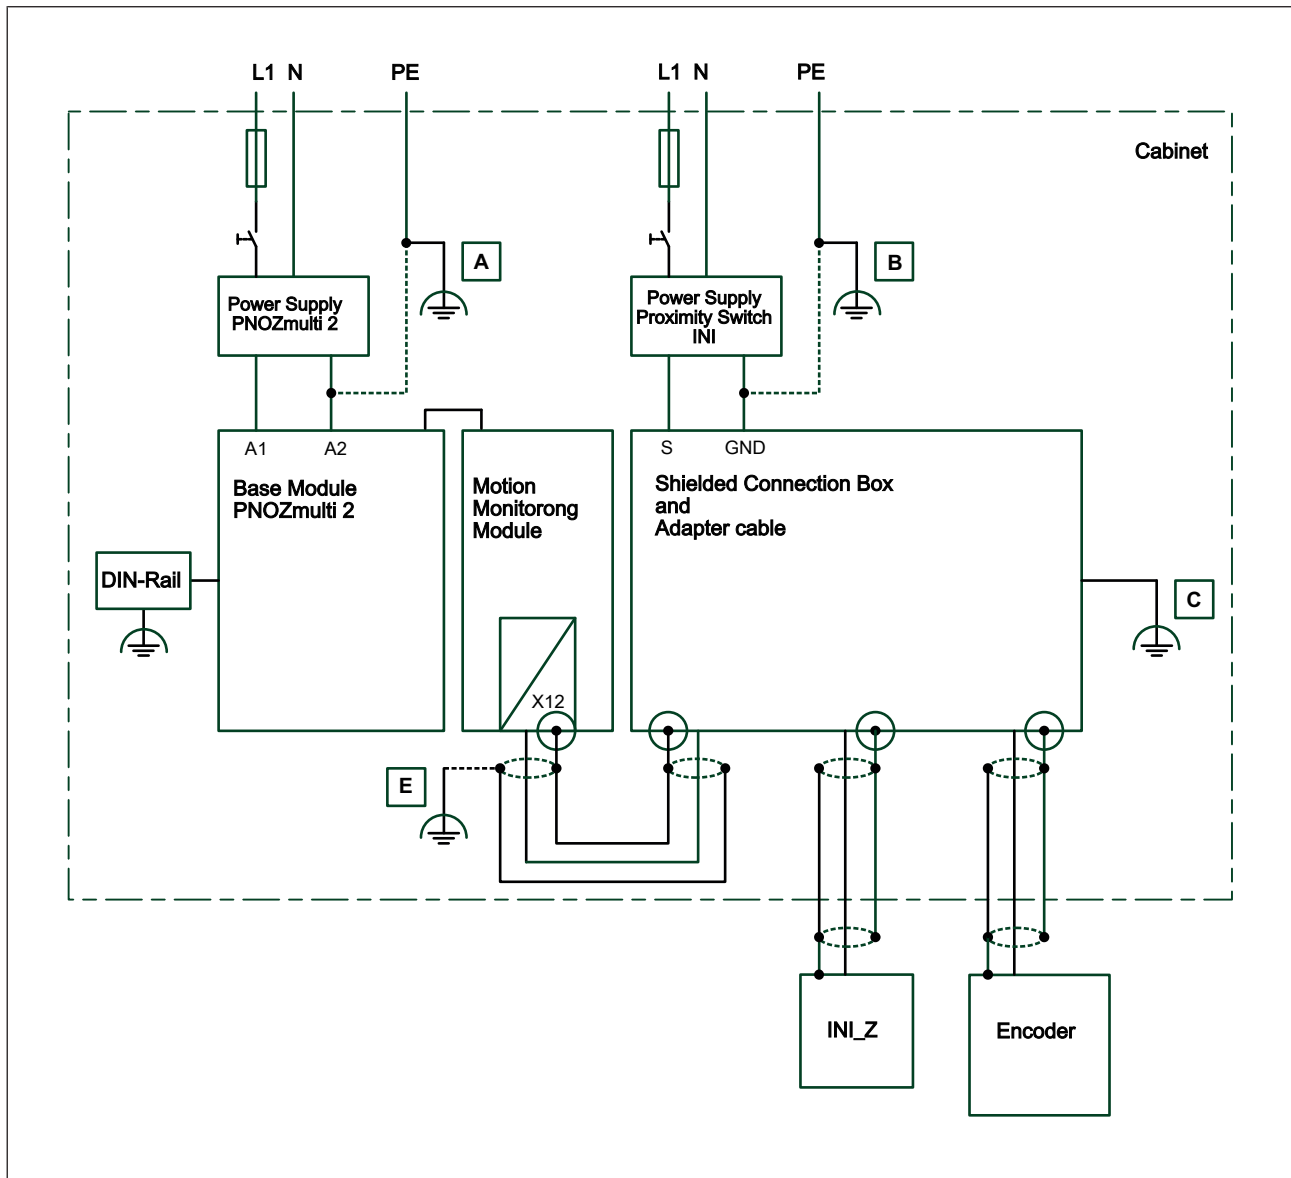 L1 N PE L1 N PE
Cabinet
A
B
Power Supply
PNOZmulti 2
Power Supply
Proximity Switch
INI
A1 A2
S GND
Base Module
PNOZmulti 2
Motion
Monitorong
Module
Shielded Connection Box
and
Adapter cable
DIN-Rail
C
X12
E
INI_Z
Encoder